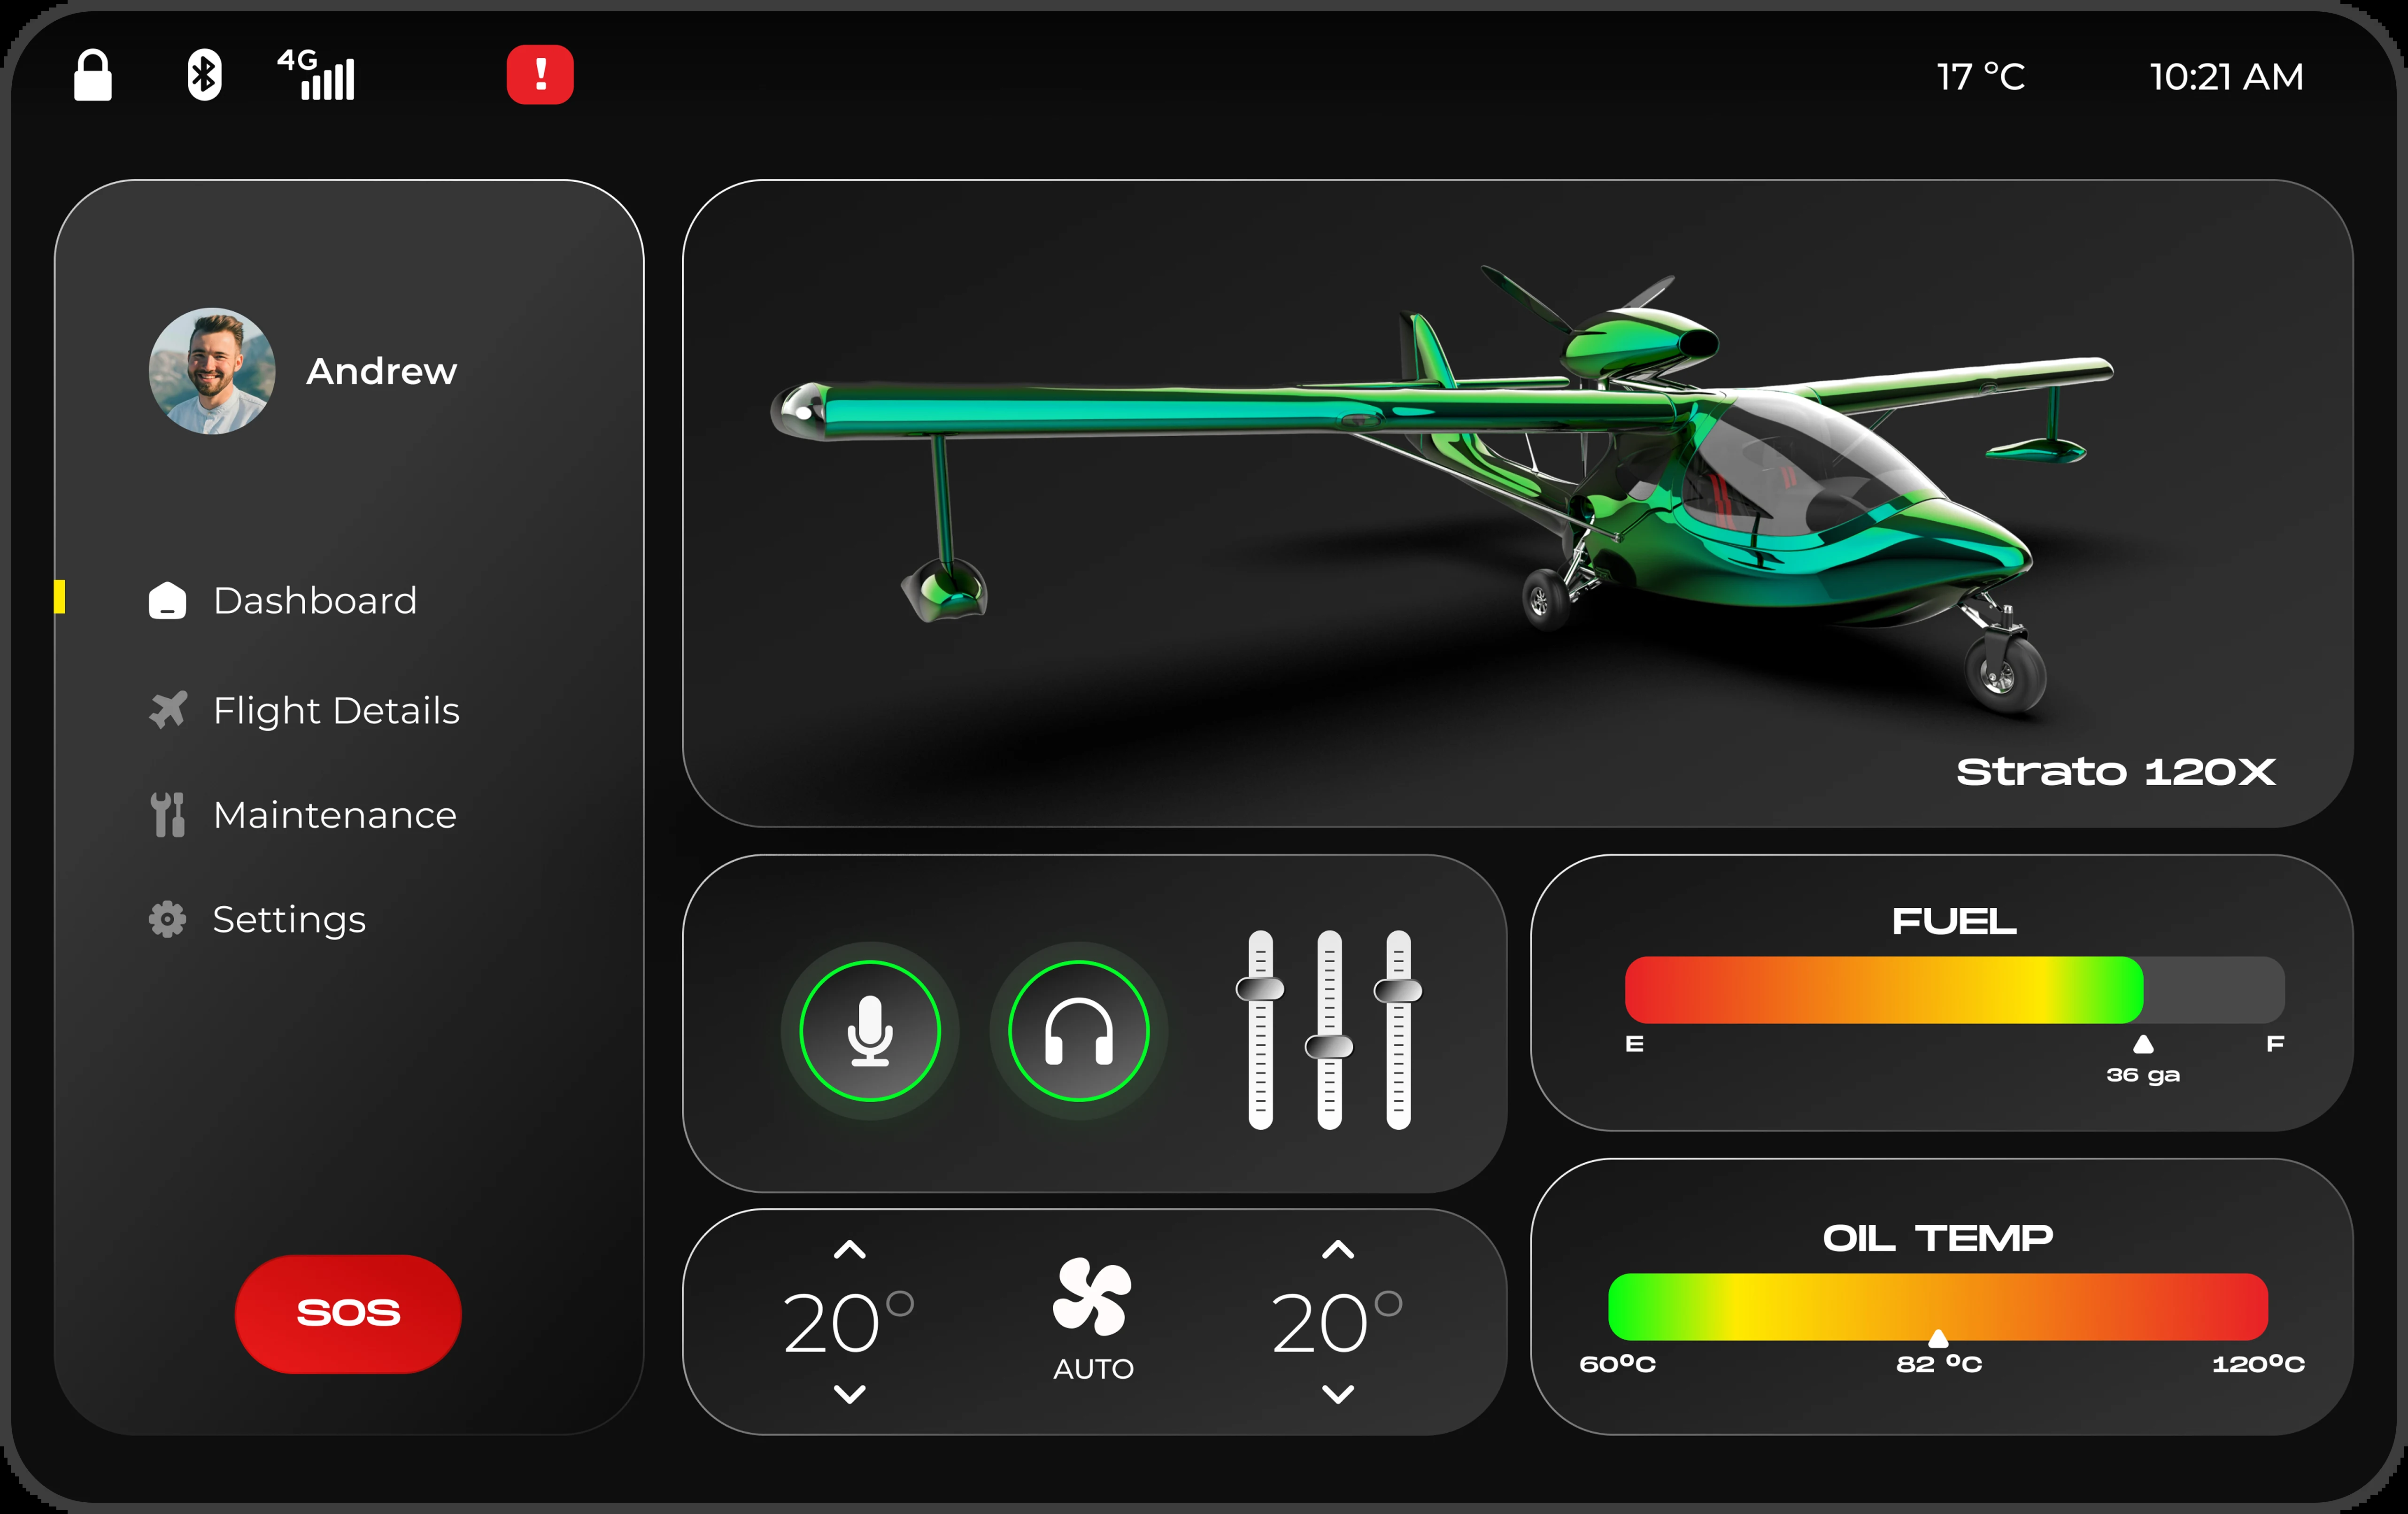 4G
17 °C
10:21 AM
Andrew
Dashboard
Flight Details
Maintenance
Settings
SOS
Strato 120X
FUEL
E
F
36 ga
20°
AUTO
20°
OIL TEMP
60°C
82 °C
120°C